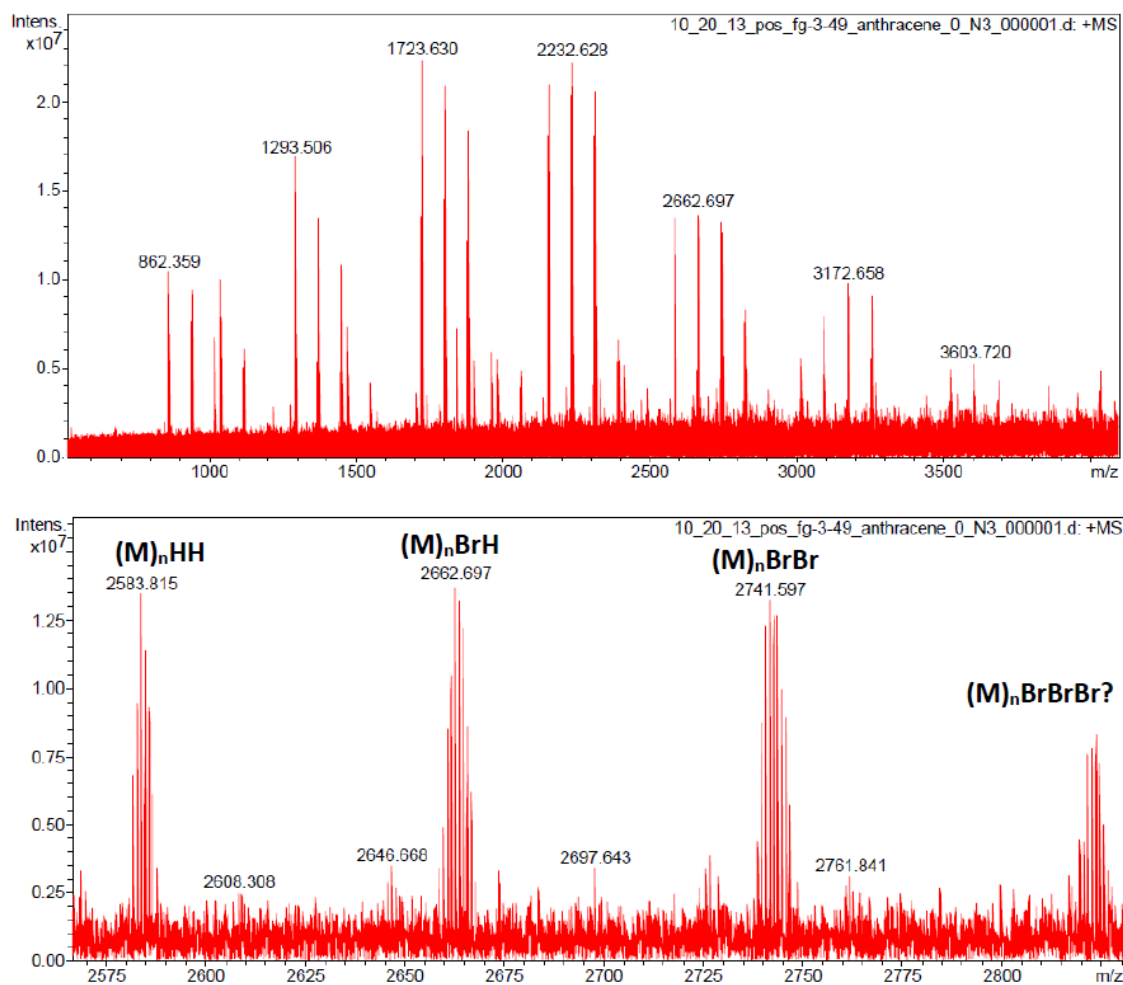 Intens.
x10⁷
10_20_13_pos_fg-3-49_anthracene_0_N3_000001.d: +MS
1723.630
2232.628
2.0
1293.506
1.5
2662.697
862.359
1.0
3172.658
3603.720
0.5
0.0
1000 1500 2000 2500 3000 3500 m/z
Intens.
x10⁷
10_20_13_pos_fg-3-49_anthracene_0_N3_000001.d: +MS
(M)ₙHH
(M)ₙBrH
(M)ₙBrBr
2583.815
2662.697
2741.597
1.25
1.00
(M)ₙBrBrBr?
0.75
0.50
2646.668
2697.643
2761.841
0.25
2608.308
0.00
2575 2600 2625 2650 2675 2700 2725 2750 2775 2800 m/z